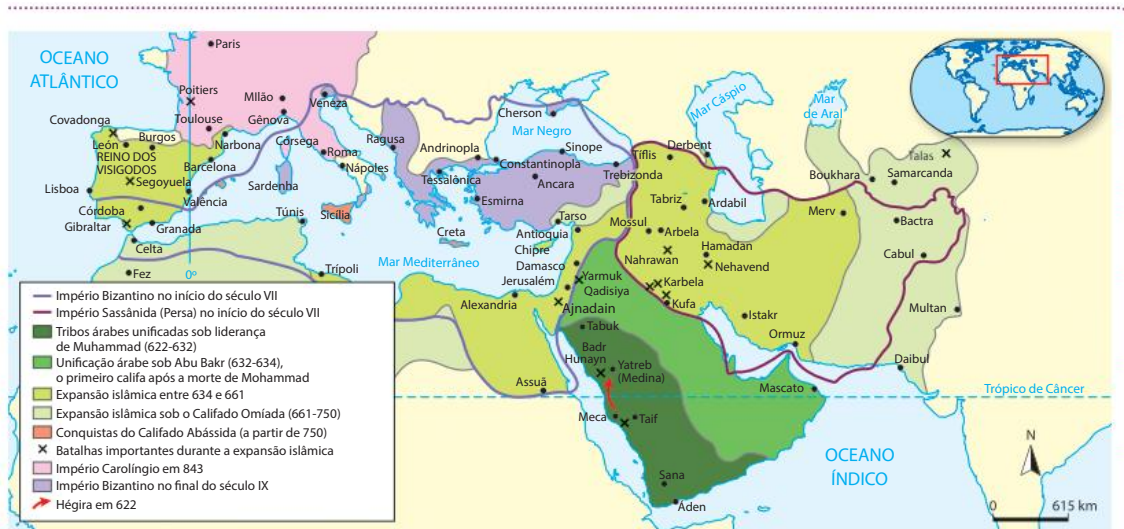 OCEANO
ATLÂNTICO
Paris
Poitiers
Covadonga
León
Burgos
Toulouse
Narbona
MIlão
Gênova
Veneza
Córsega
Roma
Nápoles
Ragusa
REINO DOS
VISIGODOS
Segoyuela
Barcelona
Lisboa
Valência
Sardenha
Córdoba
Gibraltar
Granada
Celta
Fez
0º
Túnis
Sicília
Trípoli
Creta
Mar Mediterrâneo
Andrinopla
Tessalônica
Constantinopla
Esmirna
Cherson
Mar Negro
Sinope
Ancara
Trebizonda
Tarso
Antioquia
Chipre
Damasco
Jerusalém
Alexandria
Yarmuk
Qadisiya
Ajnadain
Tabuk
Assuã
Badr
Hunayn
Yatreb
(Medina)
Meca
Taif
Sana
Áden
Mar Cáspio
Mar
de Aral
Tíflis
Derbent
Tabriz
Ardabil
Mossul
Arbela
Hamadan
Nahrawan
Nehavend
Karbela
Kufa
Istakr
Ormuz
Mascate
Merv
Boukhara
Talas
Samarcanda
Bactra
Cabul
Multan
Daibul
Trópico de Câncer
OCEANO
ÍNDICO
N
0 615 km
Império Bizantino no início do século VII
Império Sassânida (Persa) no início do século VII
Tribos árabes unificadas sob liderança
de Muhammad (622-632)
Unificação árabe sob Abu Bakr (632-634),
o primeiro califa após a morte de Mohammad
Expansão islâmica entre 634 e 661
Expansão islâmica sob o Califado Omíada (661-750)
Conquistas do Califado Abássida (a partir de 750)
Batalhas importantes durante a expansão islâmica
Império Carolíngio em 843
Império Bizantino no final do século IX
Hégira em 622